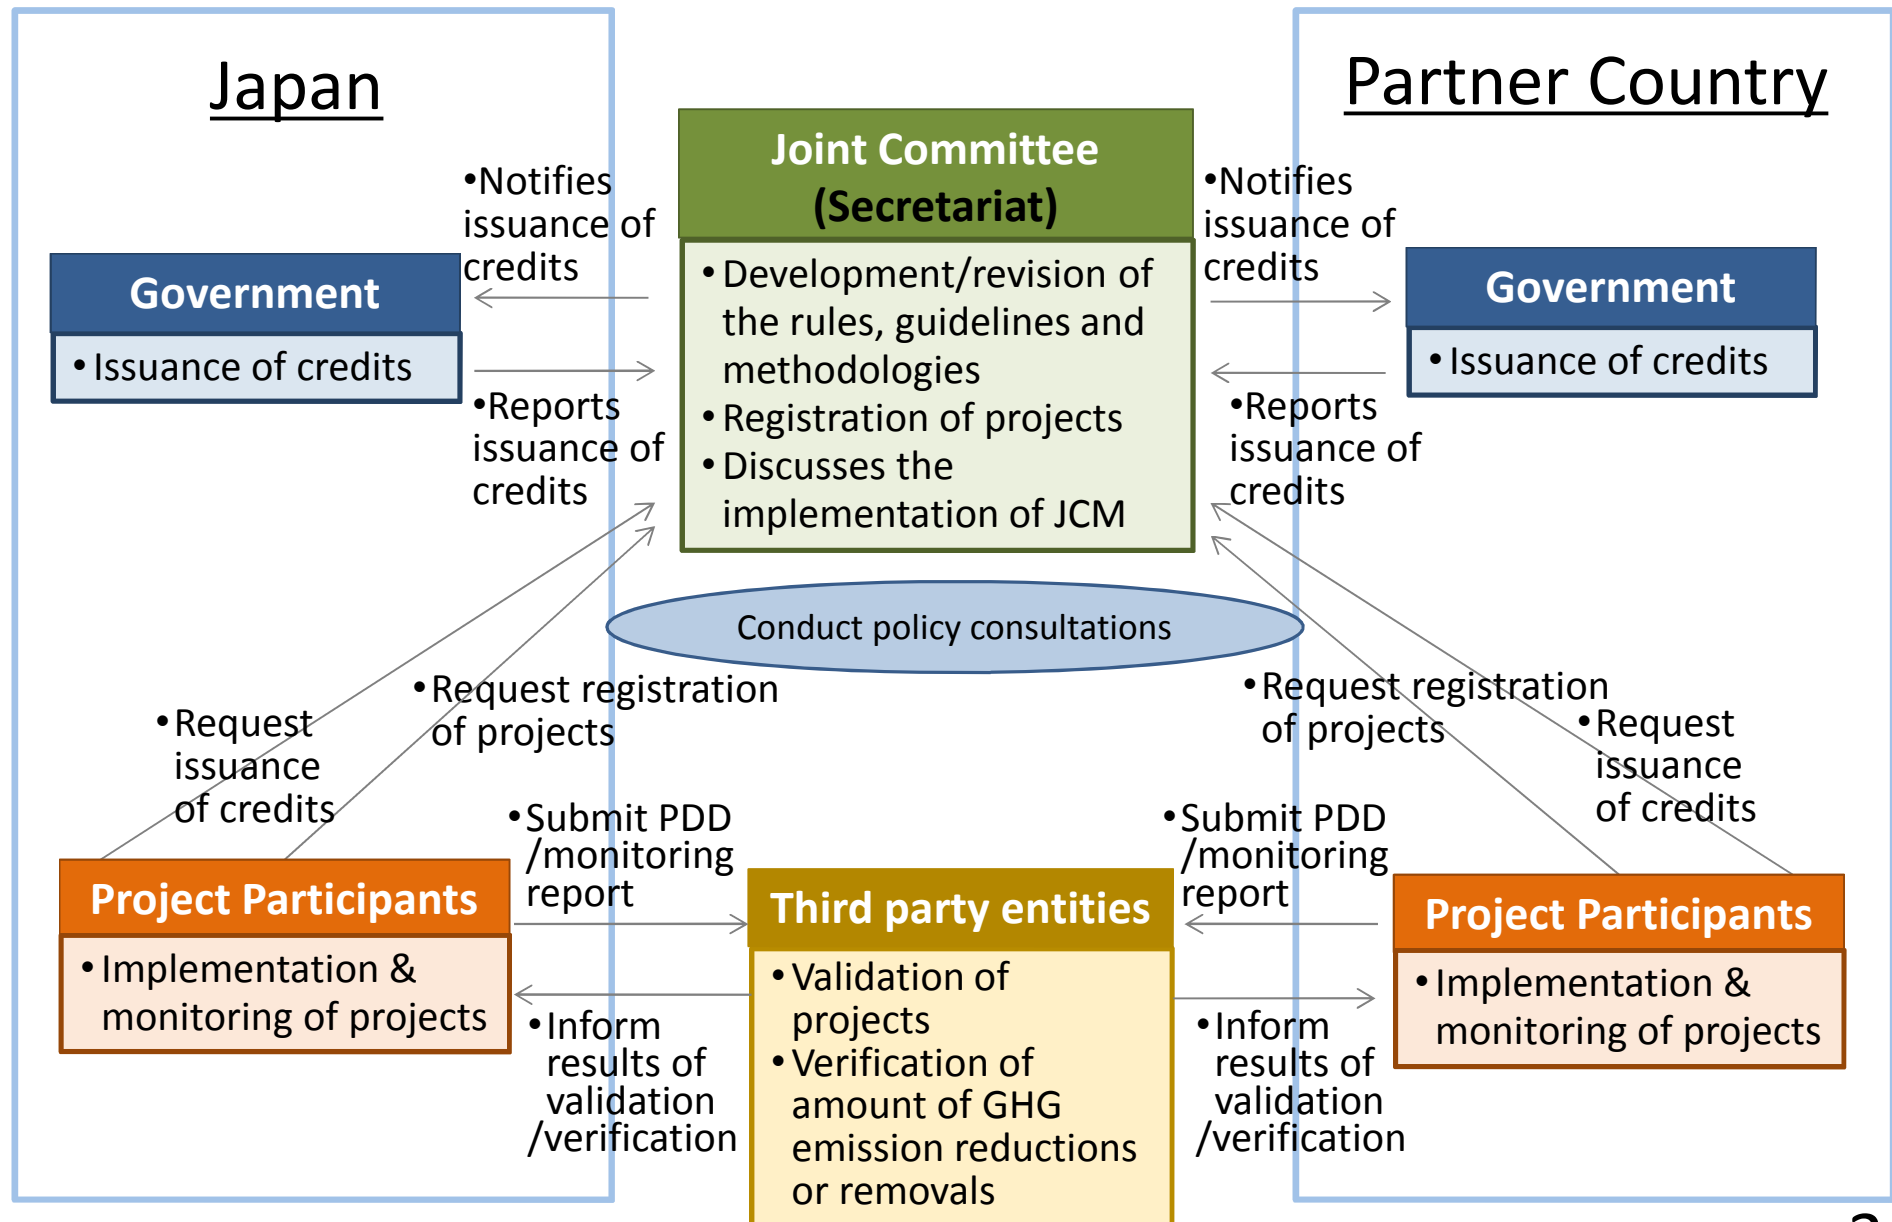 Japan
Partner Country
Joint Committee
(Secretariat)
•Notifies
issuance of
credits
•Notifies
issuance of
credits
Government
• Issuance of credits
• Development/revision of
the rules, guidelines and
methodologies
• Registration of projects
• Discusses the
implementation of JCM
Government
• Issuance of credits
•Reports
issuance of
credits
•Reports
issuance of
credits
Conduct policy consultations
•Request
issuance
of credits
•Request registration
of projects
•Request registration
of projects
•Request
issuance
of credits
•Submit PDD
/monitoring
report
•Submit PDD
/monitoring
report
Project Participants
• Implementation &
monitoring of projects
Third party entities
• Validation of
projects
• Verification of
amount of GHG
emission reductions
or removals
Project Participants
• Implementation &
monitoring of projects
•Inform
results of
validation
/verification
•Inform
results of
validation
/verification